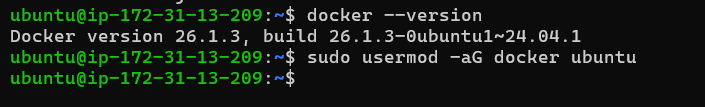 ubuntu@ip-172-31-13-209:~$ docker --version
Docker version 26.1.3, build 26.1.3-0ubuntu1~24.04.1
ubuntu@ip-172-31-13-209:~$ sudo usermod -aG docker ubuntu
ubuntu@ip-172-31-13-209:~$